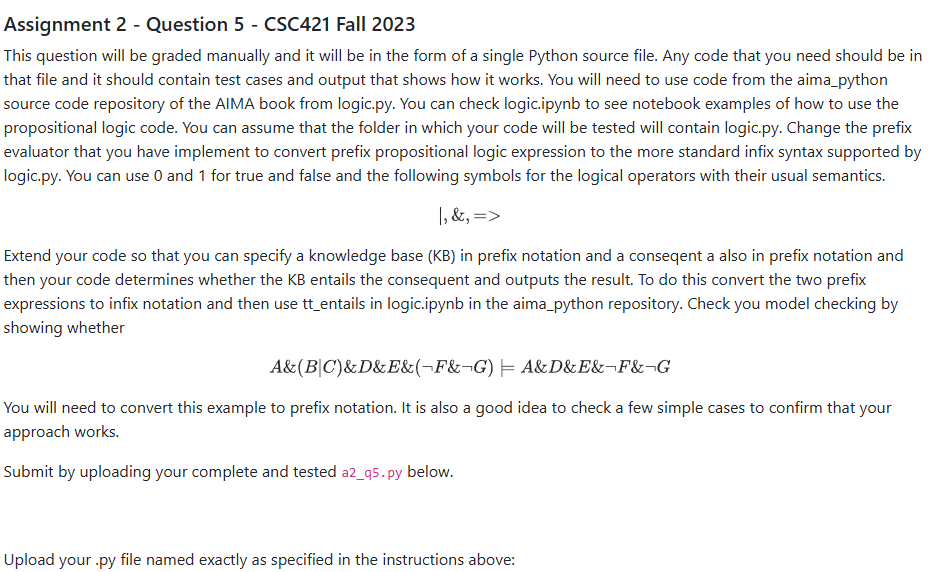 Assignment 2 - Question 5 - CSC421 Fall 2023
This question will be graded manually and it will be in the form of a single Python source file. Any code that you need should be in
that file and it should contain test cases and output that shows how it works. You will need to use code from the aima_python
source code repository of the AIMA book from logic.py. You can check logic.ipynb to see notebook examples of how to use the
propositional logic code. You can assume that the folder in which your code will be tested will contain logic.py. Change the prefix
evaluator that you have implement to convert prefix propositional logic expression to the more standard infix syntax supported by
logic.py. You can use 0 and 1 for true and false and the following symbols for the logical operators with their usual semantics.
|, &, =>
Extend your code so that you can specify a knowledge base (KB) in prefix notation and a conseqent a also in prefix notation and
then your code determines whether the KB entails the consequent and outputs the result. To do this convert the two prefix
expressions to infix notation and then use tt_entails in logic.ipynb in the aima_python repository. Check you model checking by
showing whether
A&(B|C)&D&E&(¬F&¬G) ⊨ A&D&E&¬F&¬G
You will need to convert this example to prefix notation. It is also a good idea to check a few simple cases to confirm that your
approach works.
Submit by uploading your complete and tested a2_q5.py below.
Upload your .py file named exactly as specified in the instructions above: